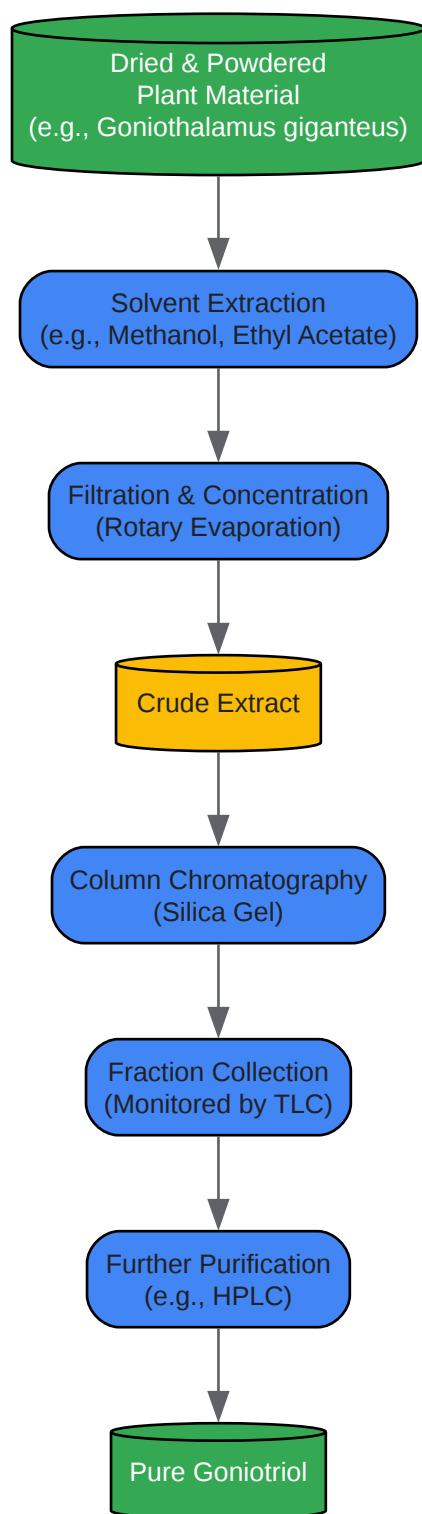 Dried & Powdered
Plant Material
(e.g., Goniothalamus giganteus)
Solvent Extraction
(e.g., Methanol, Ethyl Acetate)
Filtration & Concentration
(Rotary Evaporation)
Crude Extract
Column Chromatography
(Silica Gel)
Fraction Collection
(Monitored by TLC)
Further Purification
(e.g., HPLC)
Pure Goniotriol